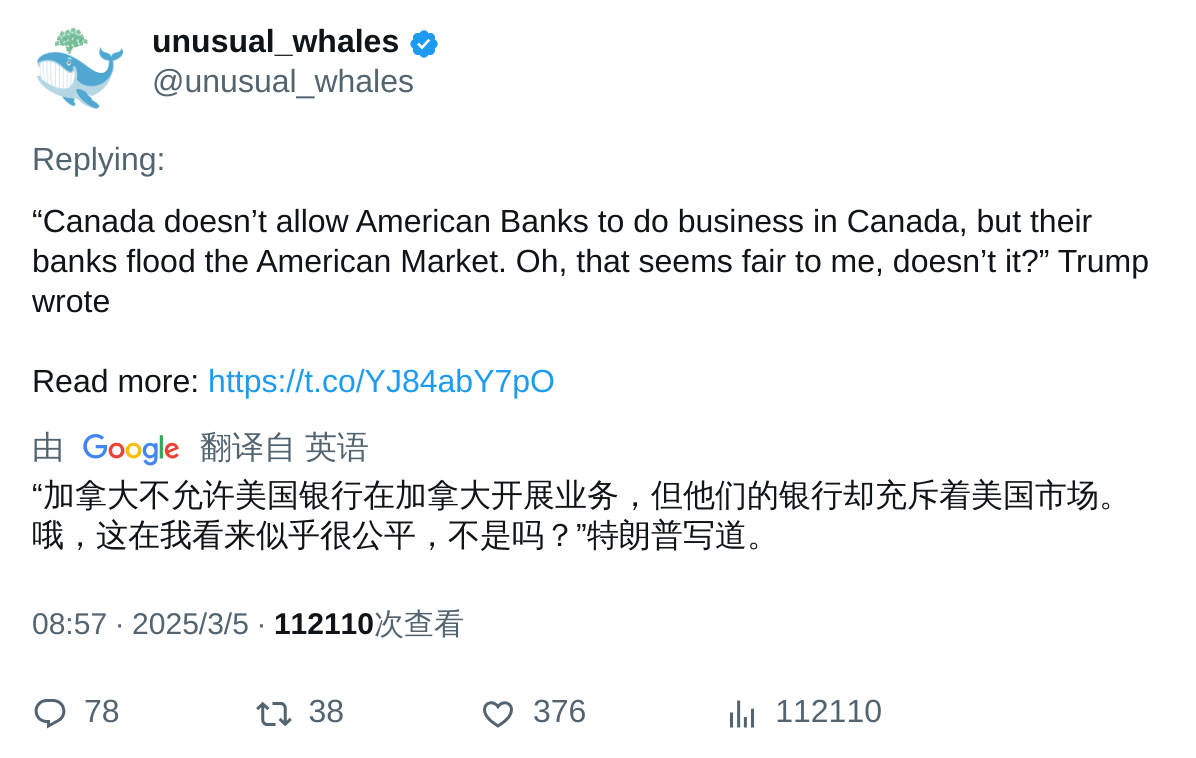 unusual_whales
@unusual_whales
Replying:
“Canada doesn’t allow American Banks to do business in Canada, but their
banks flood the American Market. Oh, that seems fair to me, doesn’t it?” Trump
wrote
Read more: https://t.co/YJ84abY7pO
由 Google 翻译自 英语
“加拿大不允许美国银行在加拿大开展业务，但他们的银行却充斥着美国市场。
哦，这在我看来似乎很公平，不是吗？”特朗普写道。
08:57 · 2025/3/5 · 112110次查看
78 38 376 112110